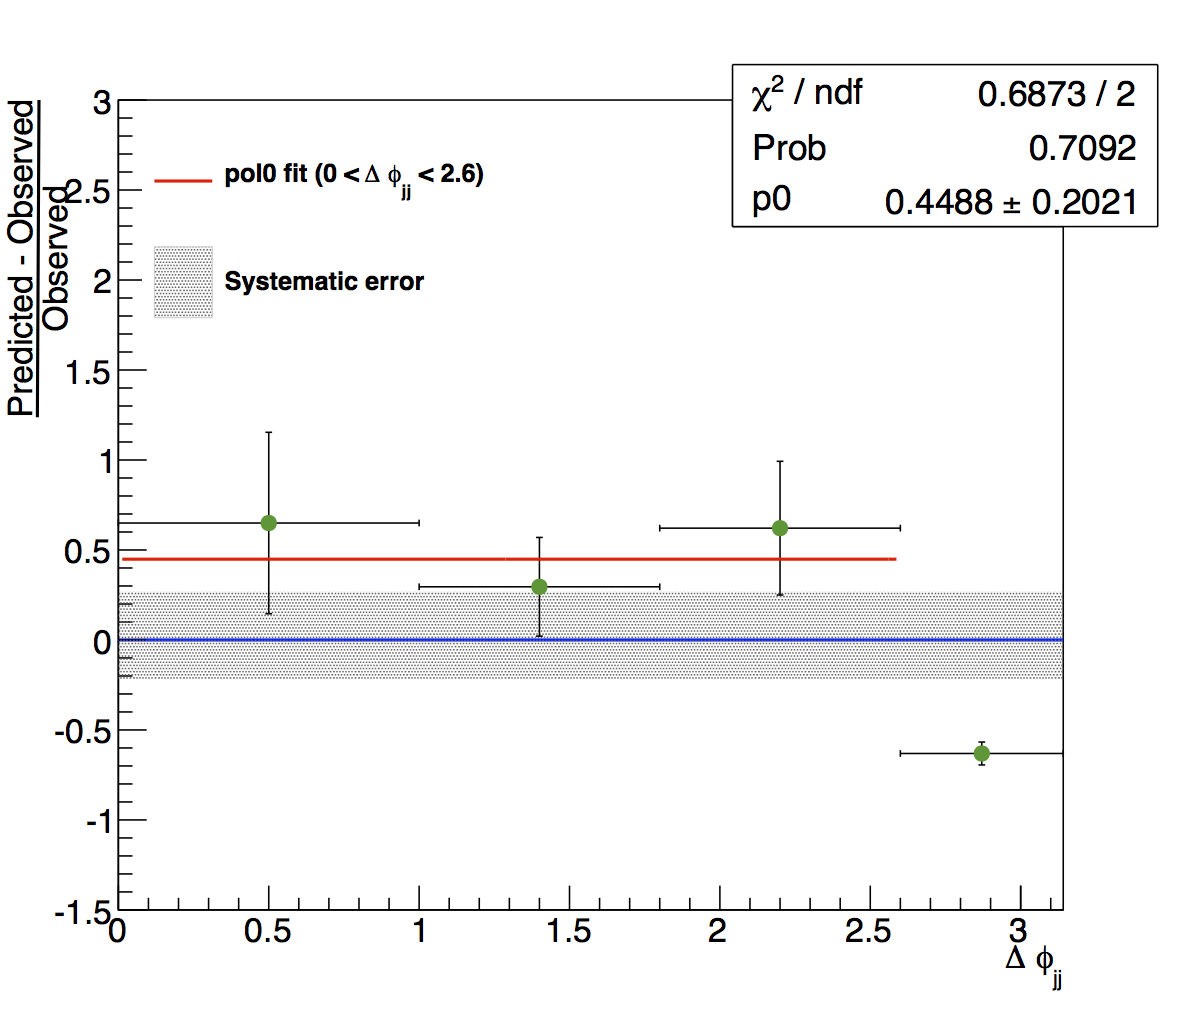 χ² / ndf 0.6873 / 2
Prob 0.7092
p0 0.4488 ± 0.2021
Predicted - Observed
Observed
pol0 fit (0 < Δ ϕjj < 2.6)
Systematic error
3
2.5
2
1.5
1
0.5
0
-0.5
-1
-1.5
0 0.5 1 1.5 2 2.5 3
Δ ϕjj